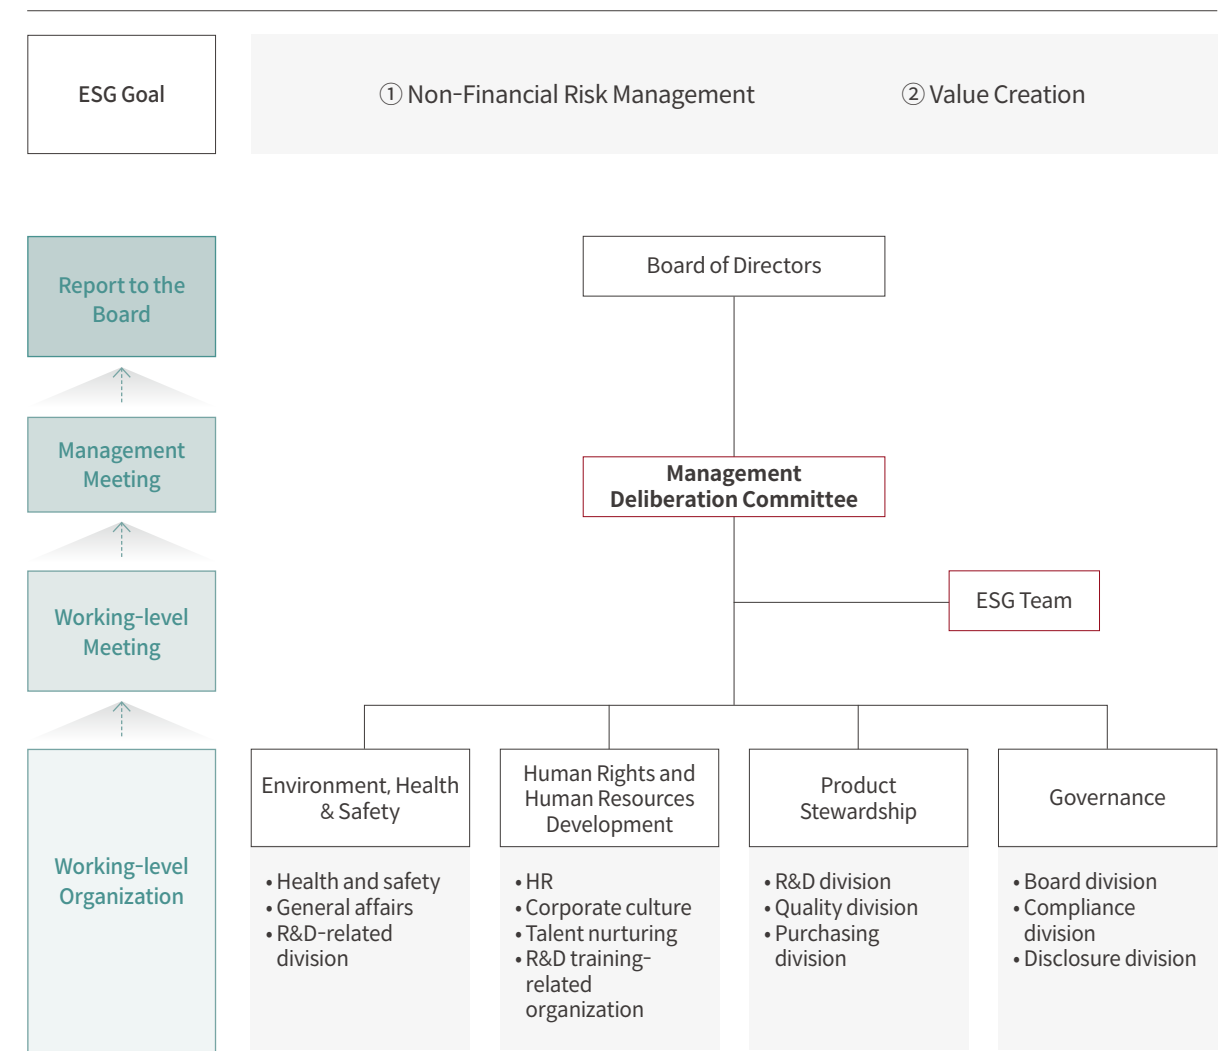 ESG Goal
① Non-Financial Risk Management
② Value Creation
Report to the
Board
Board of Directors
Management
Meeting
Management
Deliberation Committee
Working-level
Meeting
ESG Team
Working-level
Organization
Environment, Health
& Safety
• Health and safety
• General affairs
• R&D-related
division
Human Rights and
Human Resources
Development
• HR
• Corporate culture
• Talent nurturing
• R&D training-
related
organization
Product
Stewardship
• R&D division
• Quality division
• Purchasing
division
Governance
• Board division
• Compliance
division
• Disclosure division